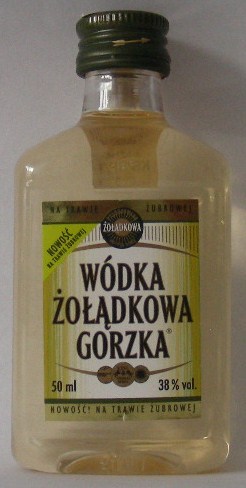 NA TRAWIE ŻUBROWEJ
ŻOŁĄDKOWA
NOWOŚĆ
NA TRAWIE ŻUBROWEJ
WÓDKA
ŻOŁĄDKOWA
GORZKA®
50 ml 38% vol.
NOWOŚĆ! NA TRAWIE ŻUBROWEJ